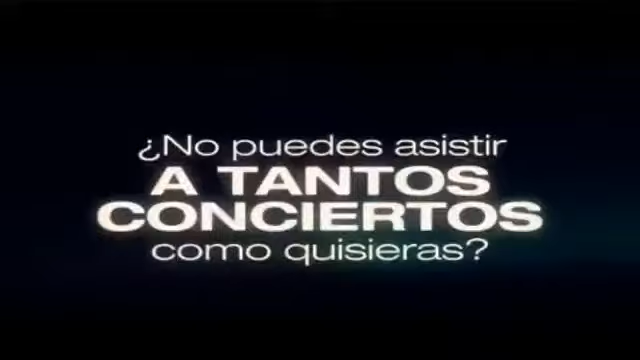 ¿No puedes asistir
A TANTOS
CONCIERTOS
como quisieras?